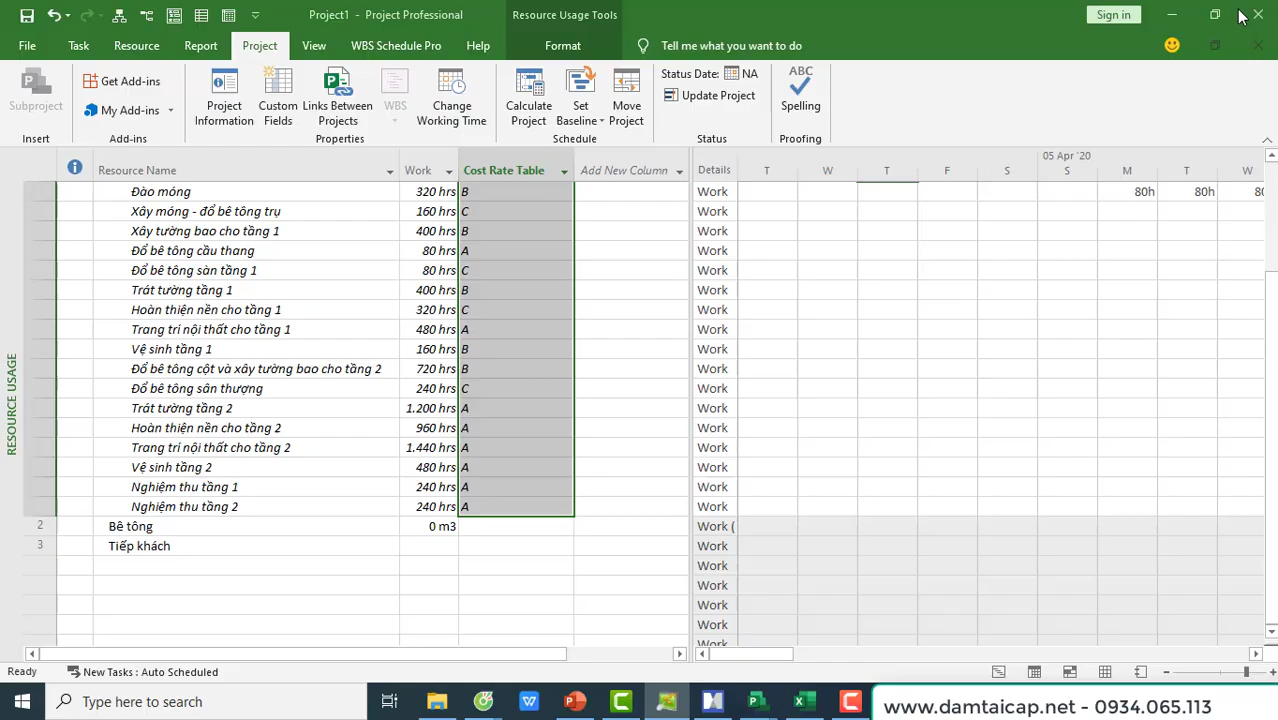 Project1 - Project Professional
Resource Usage Tools
Sign in
File Task Resource Report Project View WBS Schedule Pro Help Format Tell me what you want to do
Subproject
Get Add-ins
My Add-ins
Project Information
Custom Fields
Links Between Projects
WBS
Change Working Time
Calculate Project
Set Baseline
Move Project
Status Date: NA
Update Project
ABC
Spelling
Insert Add-ins Properties Schedule Status Proofing
05 Apr '20
Resource Name Work Cost Rate Table Add New Column Details T W T F S S M T W
Đào móng 320 hrs B Work 80h 80h
Xây móng - đổ bê tông trụ 160 hrs C Work
Xây tường bao cho tầng 1 400 hrs B Work
Đổ bê tông cầu thang 80 hrs A Work
Đổ bê tông sàn tầng 1 80 hrs C Work
Trát tường tầng 1 400 hrs B Work
Hoàn thiện nền cho tầng 1 320 hrs C Work
Trang trí nội thất cho tầng 1 480 hrs A Work
Vệ sinh tầng 1 160 hrs B Work
Đổ bê tông cột và xây tường bao cho tầng 2 720 hrs B Work
Đổ bê tông sân thượng 240 hrs C Work
Trát tường tầng 2 1.200 hrs A Work
Hoàn thiện nền cho tầng 2 960 hrs A Work
Trang trí nội thất cho tầng 2 1.440 hrs A Work
Vệ sinh tầng 2 480 hrs A Work
Nghiệm thu tầng 1 240 hrs A Work
Nghiệm thu tầng 2 240 hrs A Work
2 Bê tông 0 m3 Work (
3 Tiếp khách Work
Work
Work
Work
Work
RESOURCE USAGE
Ready New Tasks : Auto Scheduled
Type here to search
www.damtaicap.net - 0934.065.113